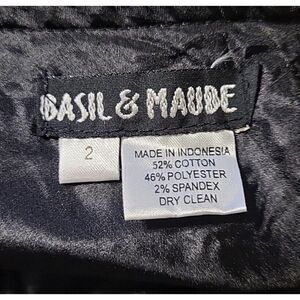 BASIL & MAUDE
2
MADE IN INDONESIA
52% COTTON
46% POLYESTER
2% SPANDEX
DRY CLEAN